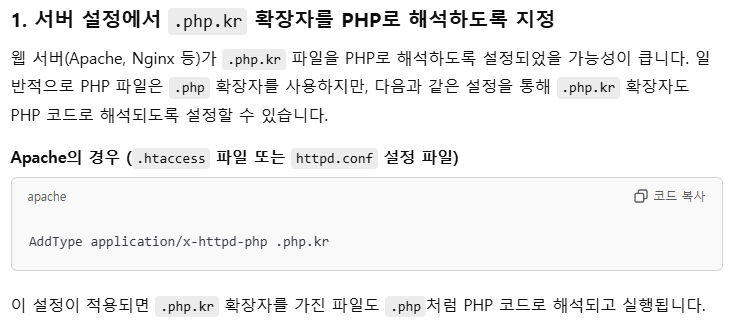 1. 서버 설정에서 .php.kr 확장자를 PHP로 해석하도록 지정
웹 서버(Apache, Nginx 등)가 .php.kr 파일을 PHP로 해석하도록 설정되었을 가능성이 큽니다. 일
반적으로 PHP 파일은 .php 확장자를 사용하지만, 다음과 같은 설정을 통해 .php.kr 확장자도
PHP 코드로 해석되도록 설정할 수 있습니다.
Apache의 경우 (.htaccess 파일 또는 httpd.conf 설정 파일)
apache 코드 복사
AddType application/x-httpd-php .php.kr
이 설정이 적용되면 .php.kr 확장자를 가진 파일도 .php처럼 PHP 코드로 해석되고 실행됩니다.